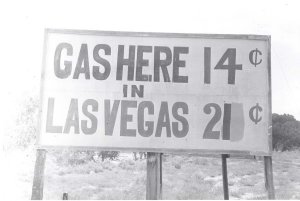 GAS HERE 14¢
IN
LAS VEGAS 21¢